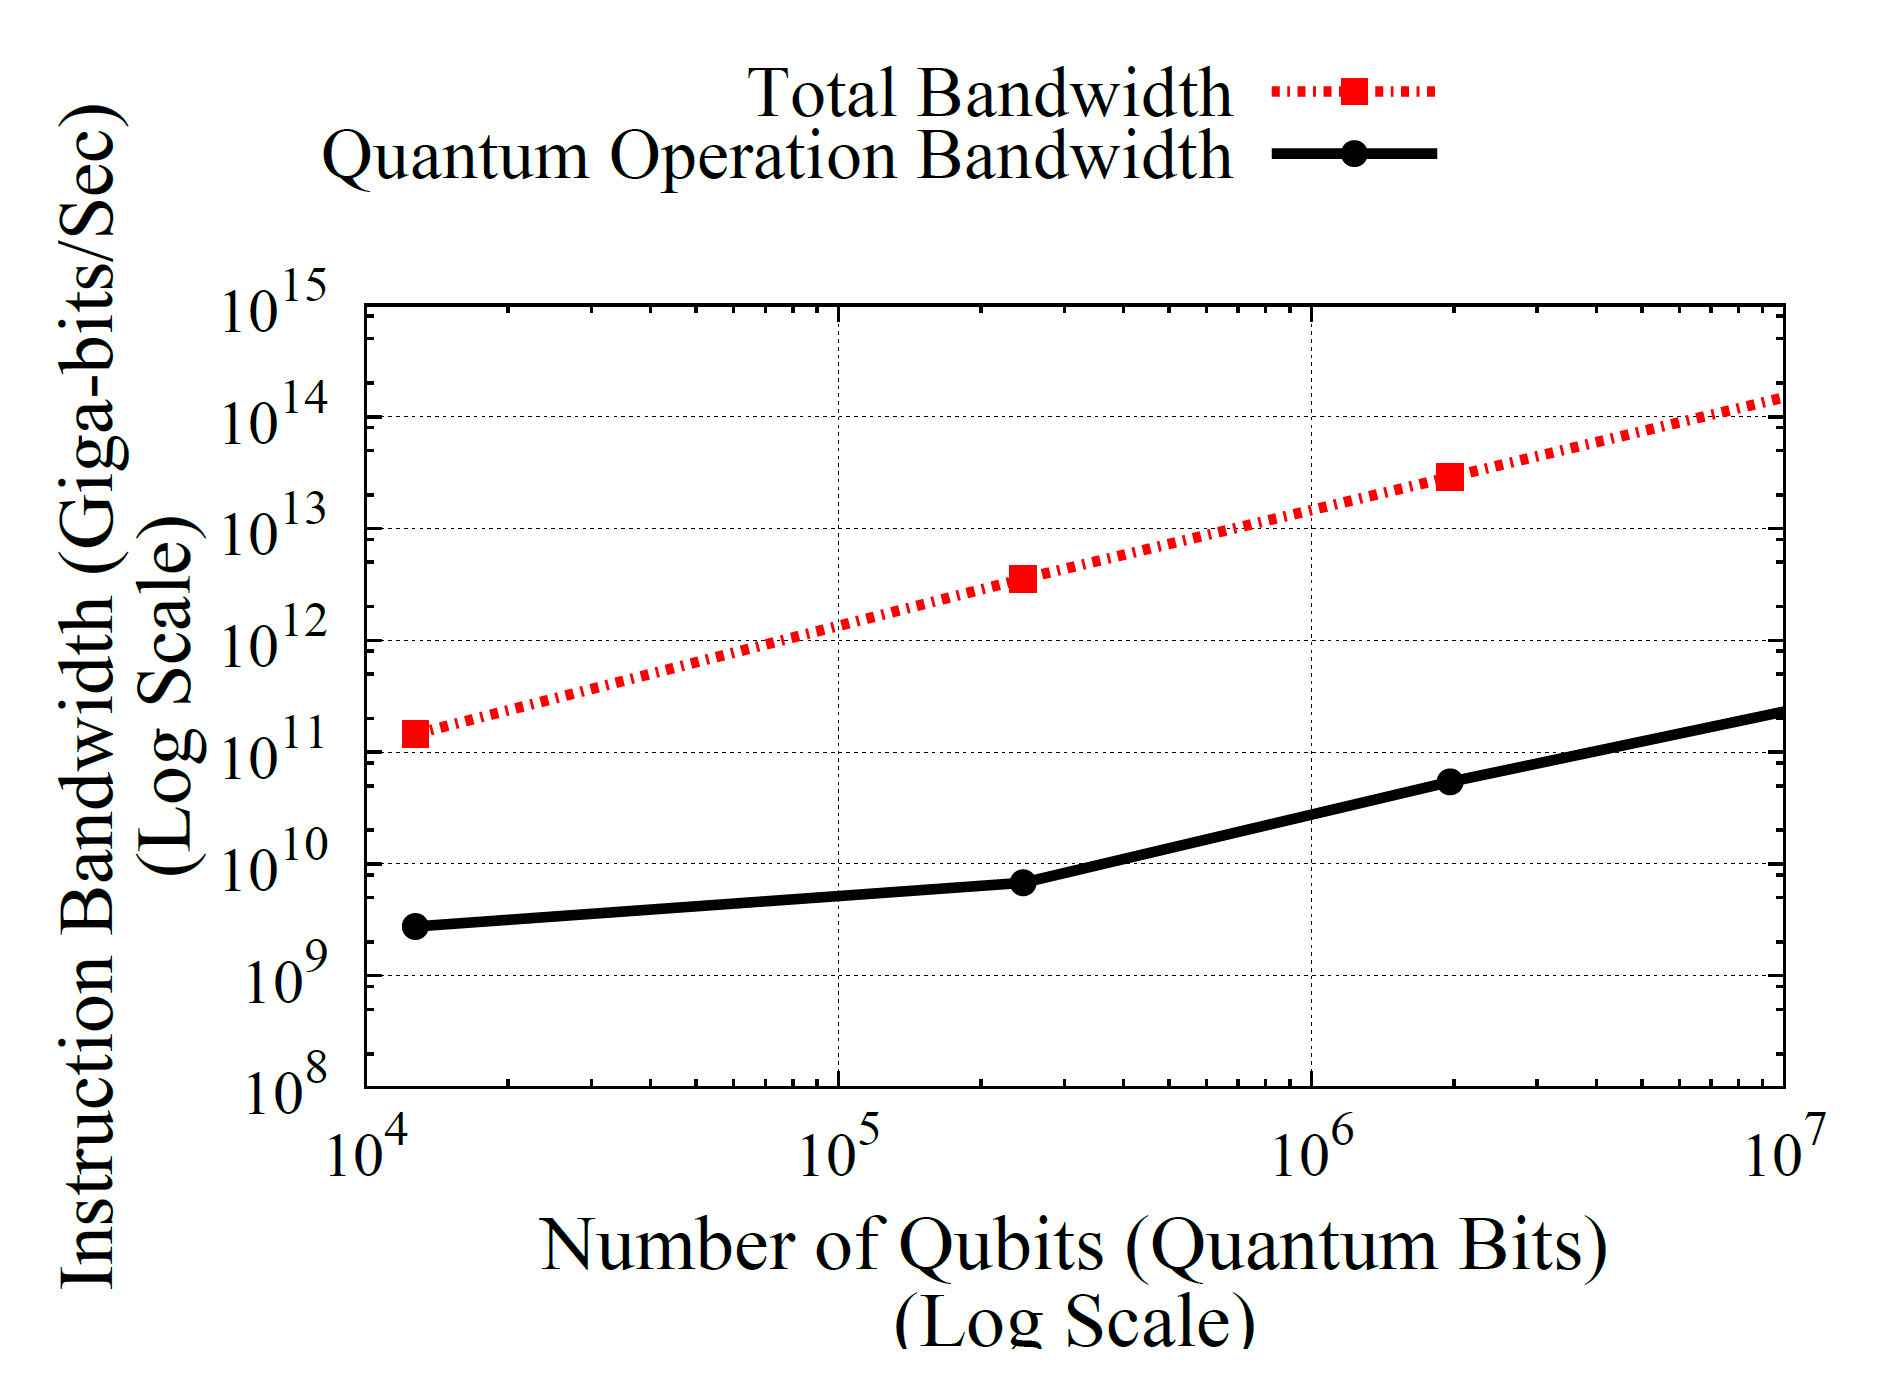 Total Bandwidth
Quantum Operation Bandwidth
Instruction Bandwidth (Giga-bits/Sec)
(Log Scale)
10^15
10^14
10^13
10^12
10^11
10^10
10^9
10^8
10^4 10^5 10^6 10^7
Number of Qubits (Quantum Bits)
(Log Scale)